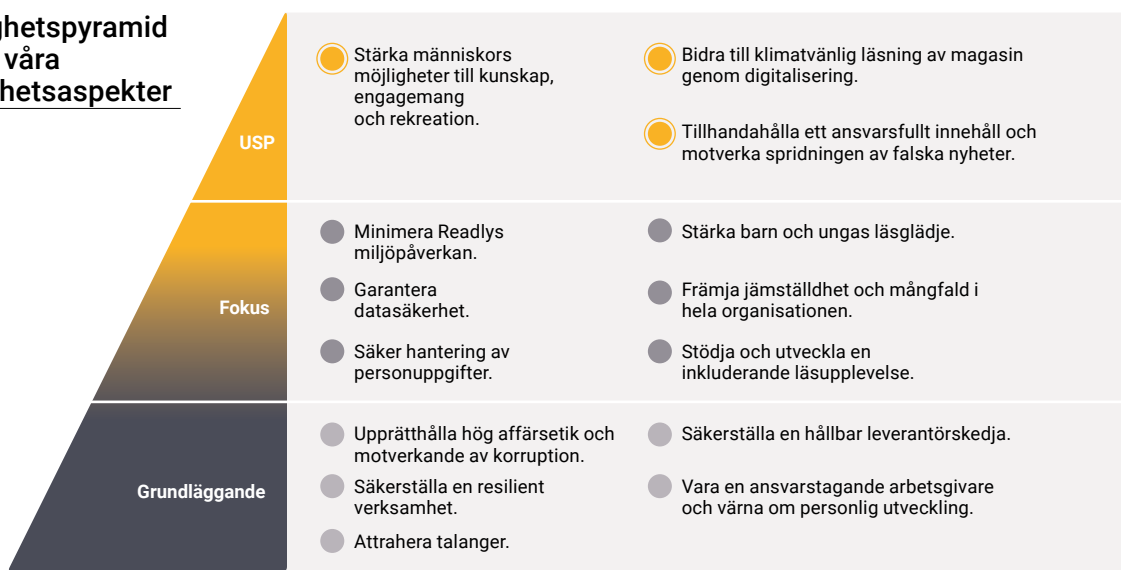 ghetspyramid
våra
hetsaspekter
USP
Stärka människors
möjligheter till kunskap,
engagemang
och rekreation.
Bidra till klimatvänlig läsning av magasin
genom digitalisering.
Tillhandahålla ett ansvarsfullt innehåll och
motverka spridningen av falska nyheter.
Fokus
Minimera Readlys
miljöpåverkan.
Garantera
datasäkerhet.
Säker hantering av
personuppgifter.
Stärka barn och ungas läsglädje.
Främja jämställdhet och mångfald i
hela organisationen.
Stödja och utveckla en
inkluderande läsupplevelse.
Grundläggande
Upprätthålla hög affärsetik och
motverkande av korruption.
Säkerställa en resilient
verksamhet.
Attrahera talanger.
Säkerställa en hållbar leverantörskedja.
Vara en ansvarstagande arbetsgivare
och värna om personlig utveckling.